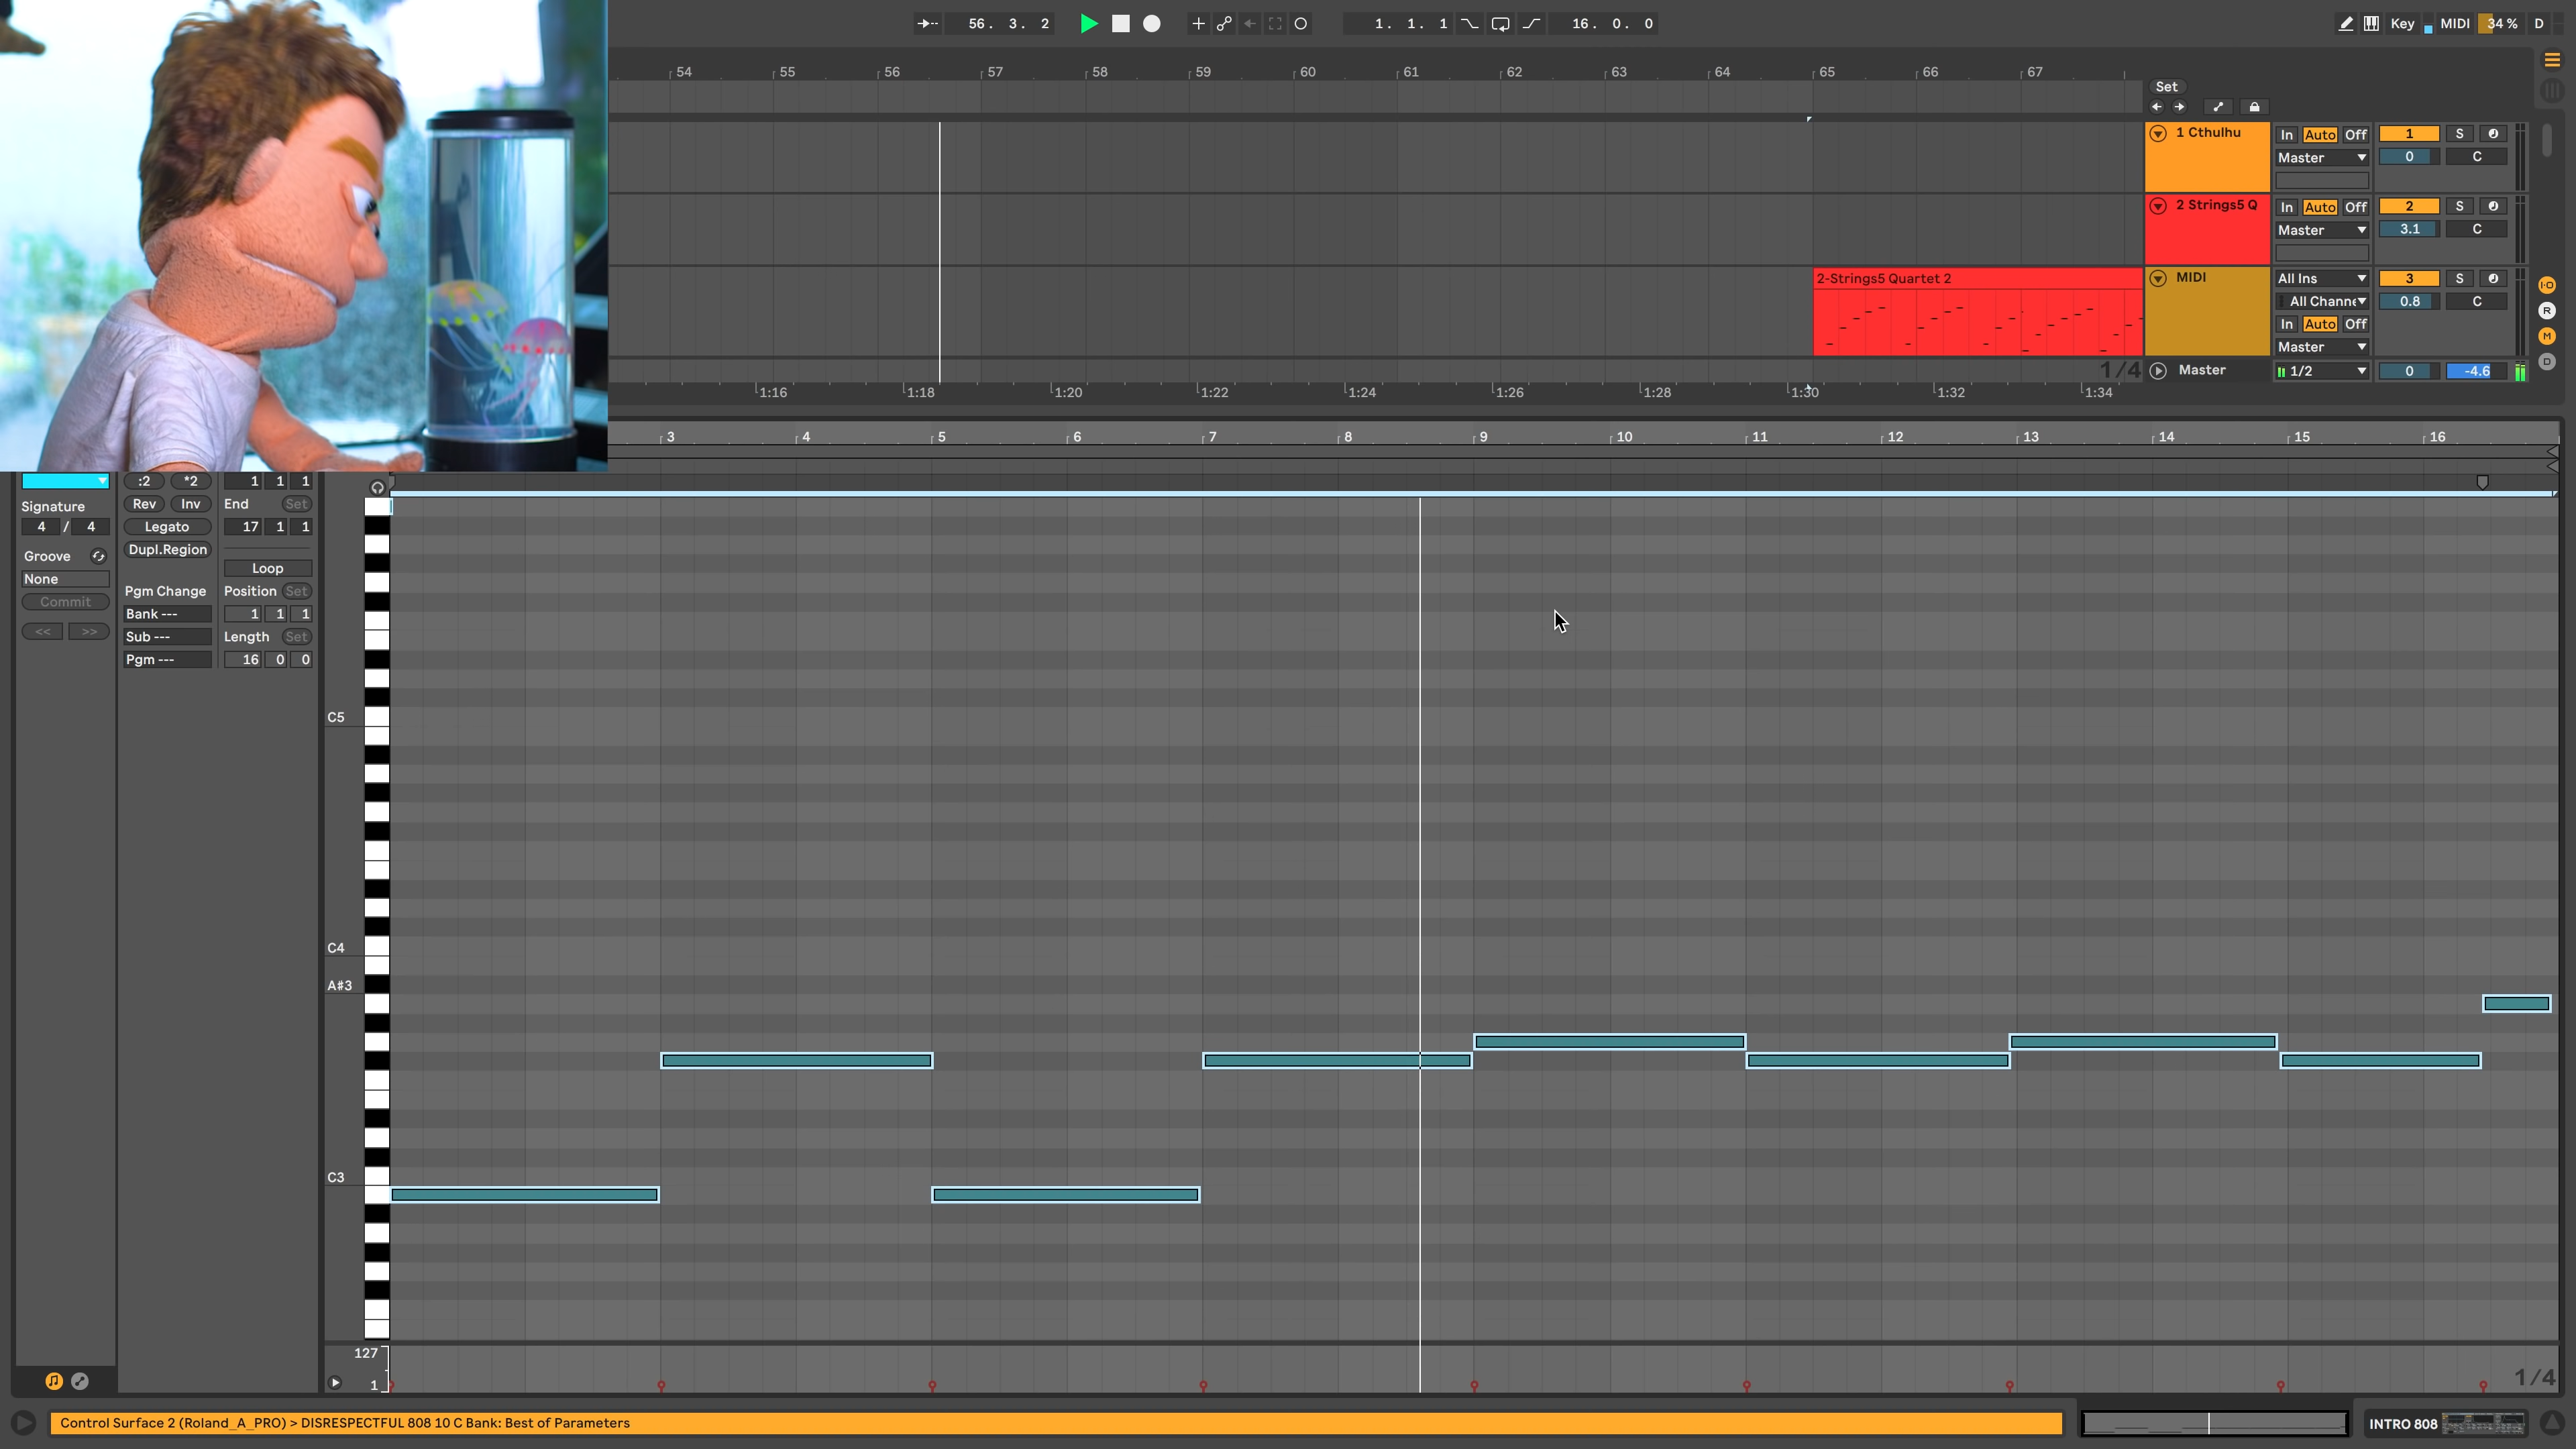 56. 3. 2
1. 1. 1
16. 0. 0
Key
MIDI
34 %
D
54 55 56 57 58 59 60 61 62 63 64 65 66 67
Set
1 Cthulhu
In Auto Off
1 S
Master
0 C
2 Strings5 Q
In Auto Off
2 S
Master
3.1 C
2-Strings5 Quartet 2
MIDI
All Ins
3 S
All Channe
0.8 C
In Auto Off
Master
R
M
D
1/4
Master
1/2
0 -4.6
1:16 1:18 1:20 1:22 1:24 1:26 1:28 1:30 1:32 1:34
3 4 5 6 7 8 9 10 11 12 13 14 15 16
:2 *2
1 1 1
Signature
Rev Inv
End Set
4 / 4
Legato
17 1 1
Dupl.Region
Groove
Loop
None
Pgm Change
Position Set
Commit
Bank ---
1 1 1
<< >>
Sub ---
Length Set
Pgm ---
16 0 0
C5
C4
A#3
C3
127
1
1/4
Control Surface 2 (Roland_A_PRO) > DISRESPECTFUL 808 10 C Bank: Best of Parameters
INTRO 808